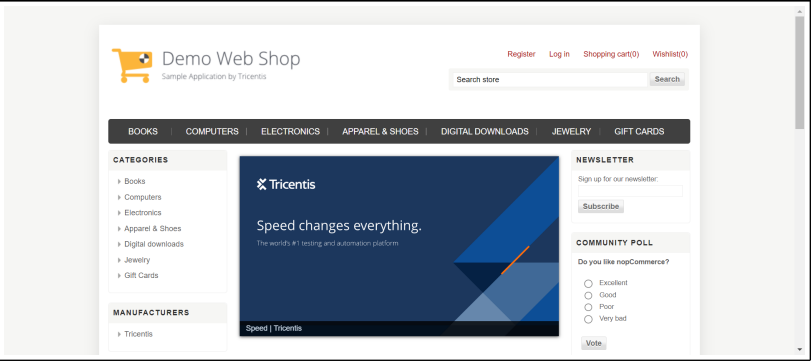 Demo Web Shop
Sample Application by Tricentis
Register Log in Shopping cart(0) Wishlist(0)
Search store Search
BOOKS COMPUTERS ELECTRONICS APPAREL & SHOES DIGITAL DOWNLOADS JEWELRY GIFT CARDS
CATEGORIES
Books
Computers
Electronics
Apparel & Shoes
Digital downloads
Jewelry
Gift Cards
MANUFACTURERS
Tricentis
Tricentis
Speed changes everything.
The world's #1 testing and automation platform
Speed | Tricentis
NEWSLETTER
Sign up for our newsletter:
Subscribe
COMMUNITY POLL
Do you like nopCommerce?
Excellent
Good
Poor
Very bad
Vote